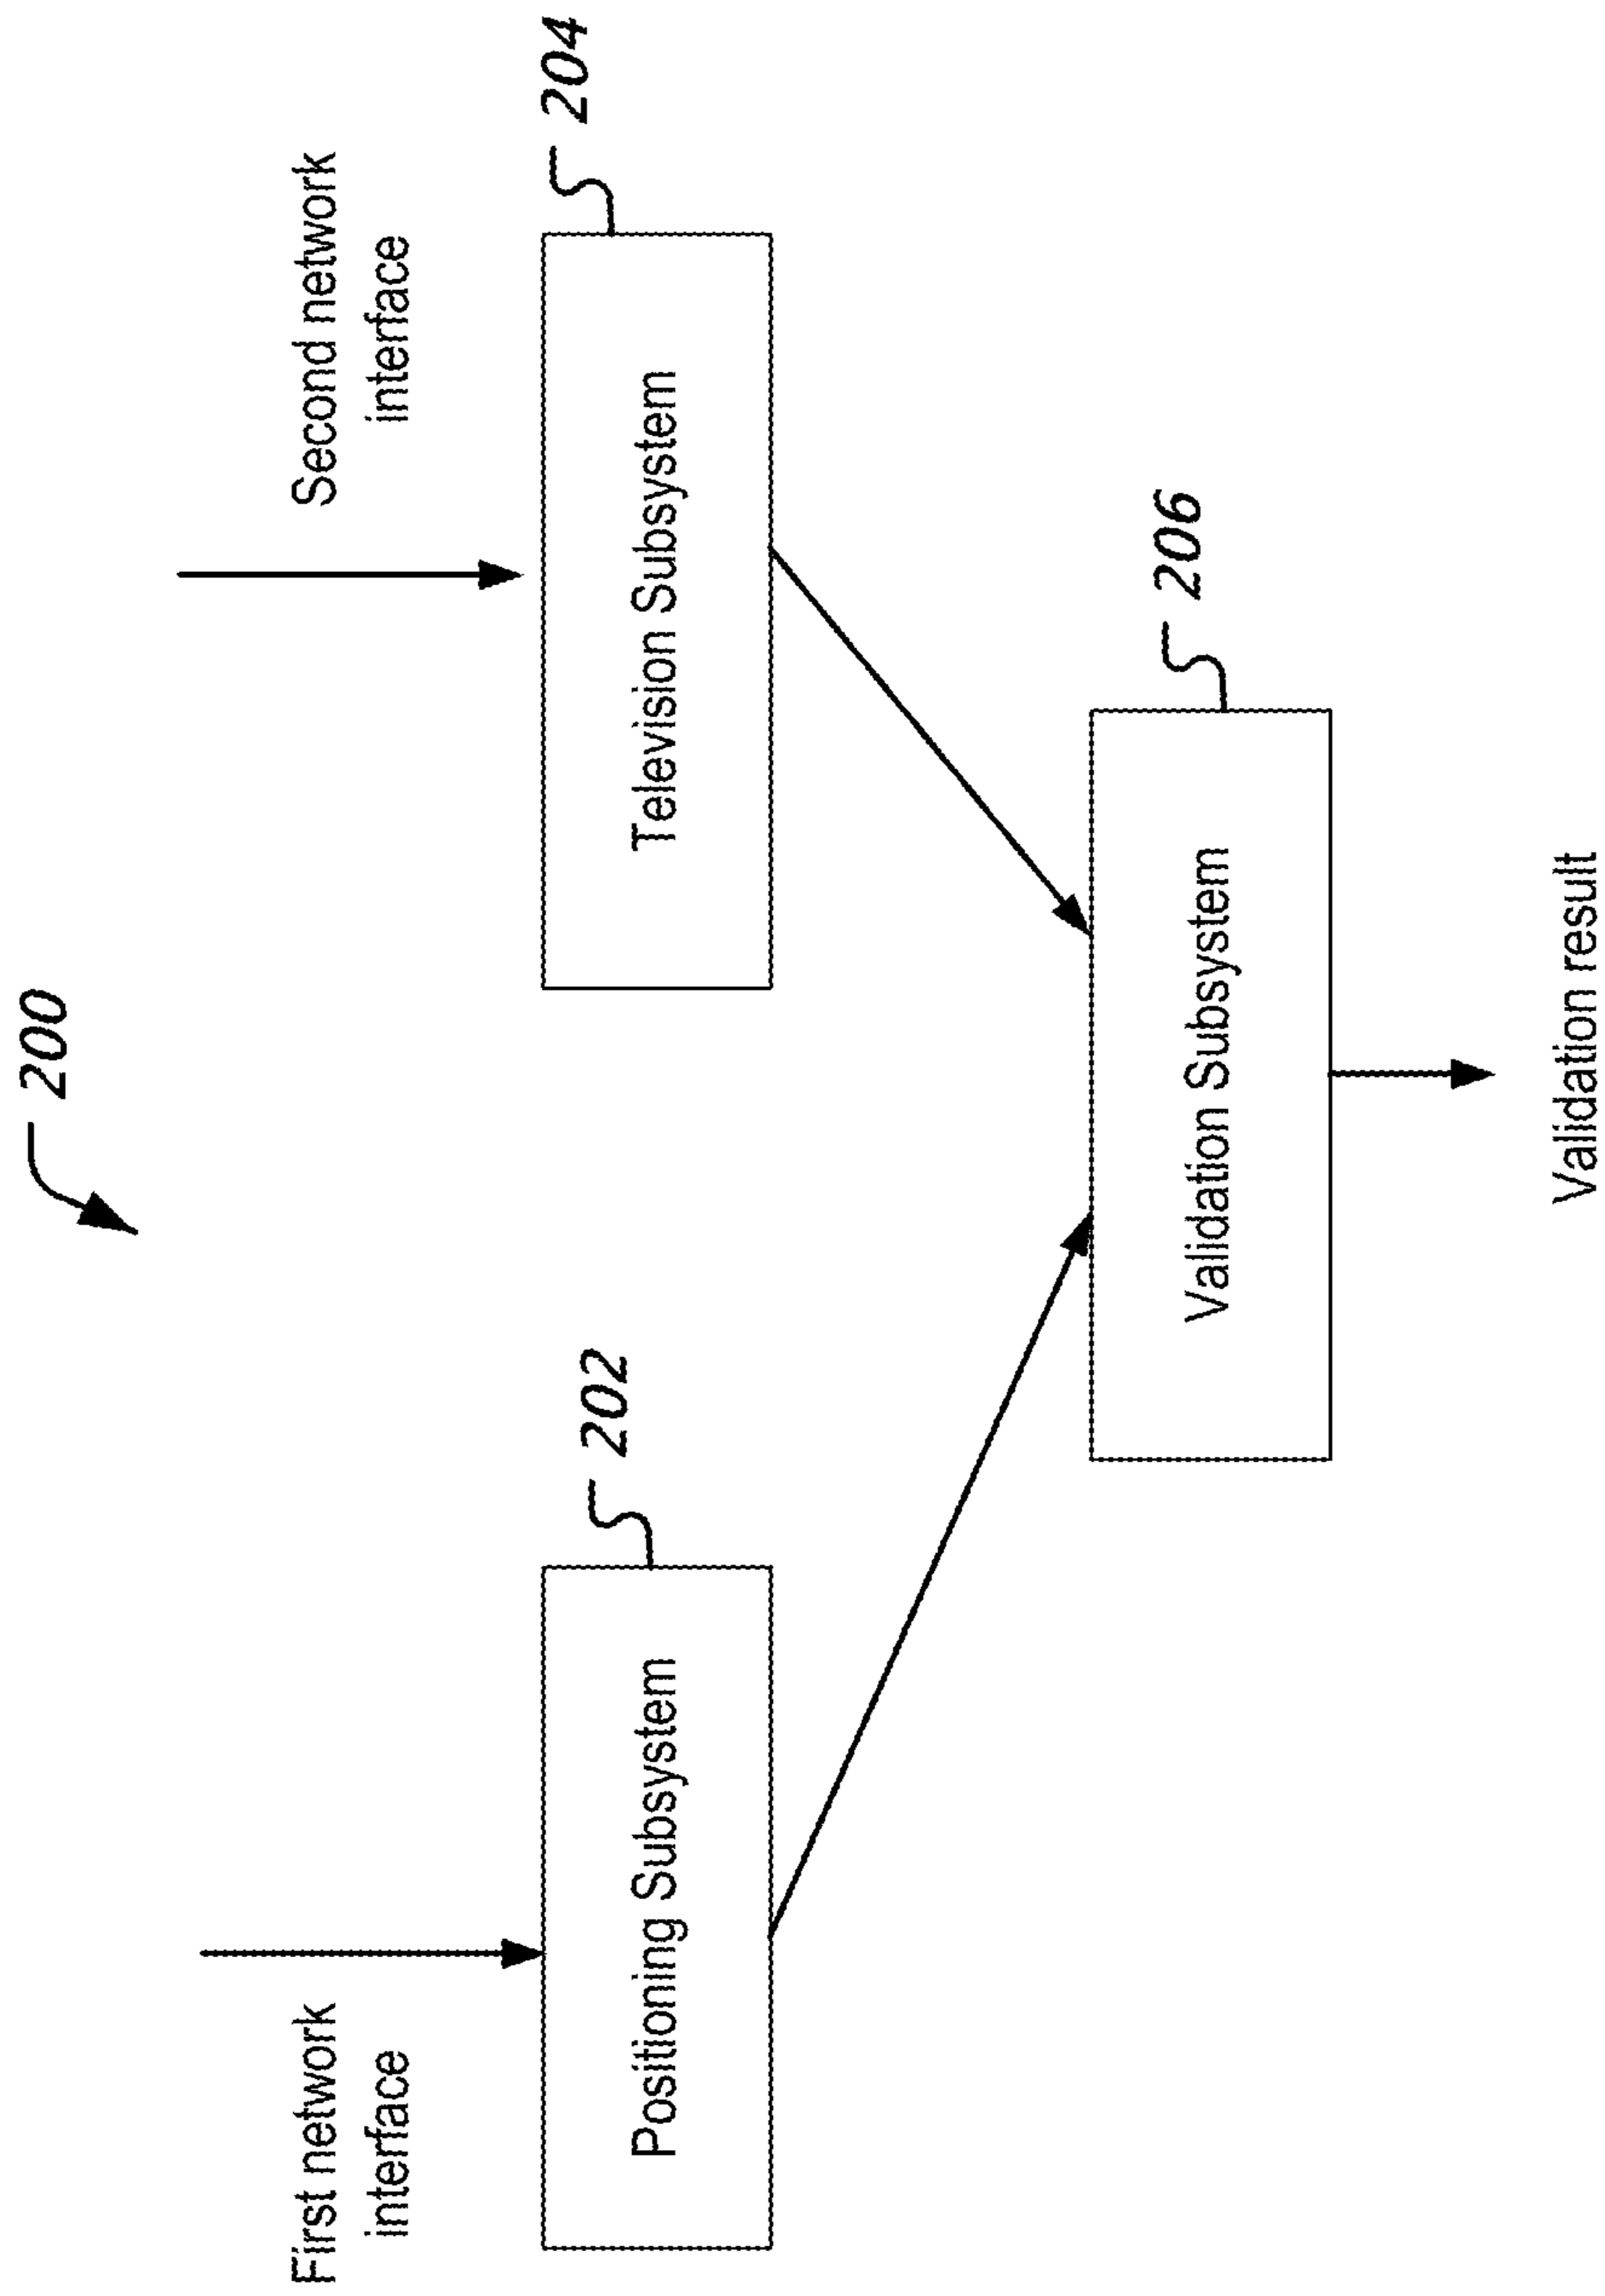 200
First network
interface
Second network
interface
202
204
Positioning Subsystem
Television Subsystem
206
Validation Subsystem
Validation result